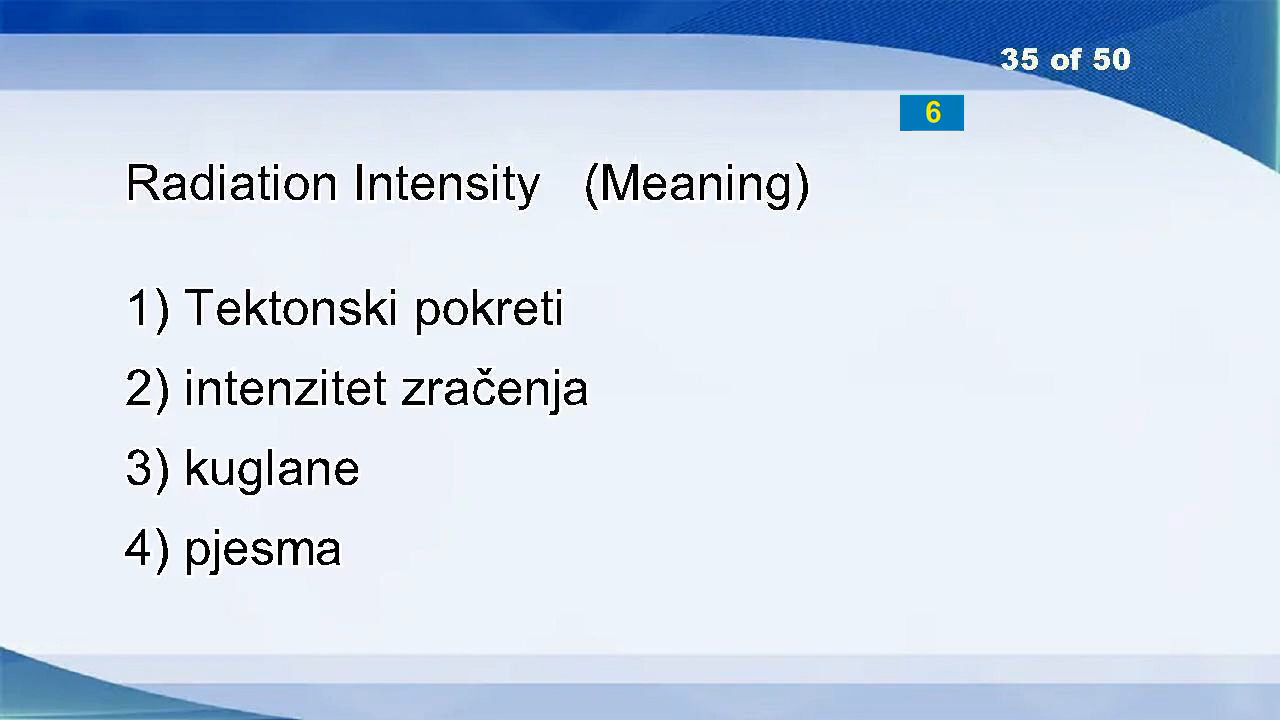 35 of 50
6
Radiation Intensity (Meaning)
1) Tektonski pokreti
2) intenzitet zračenja
3) kuglane
4) pjesma